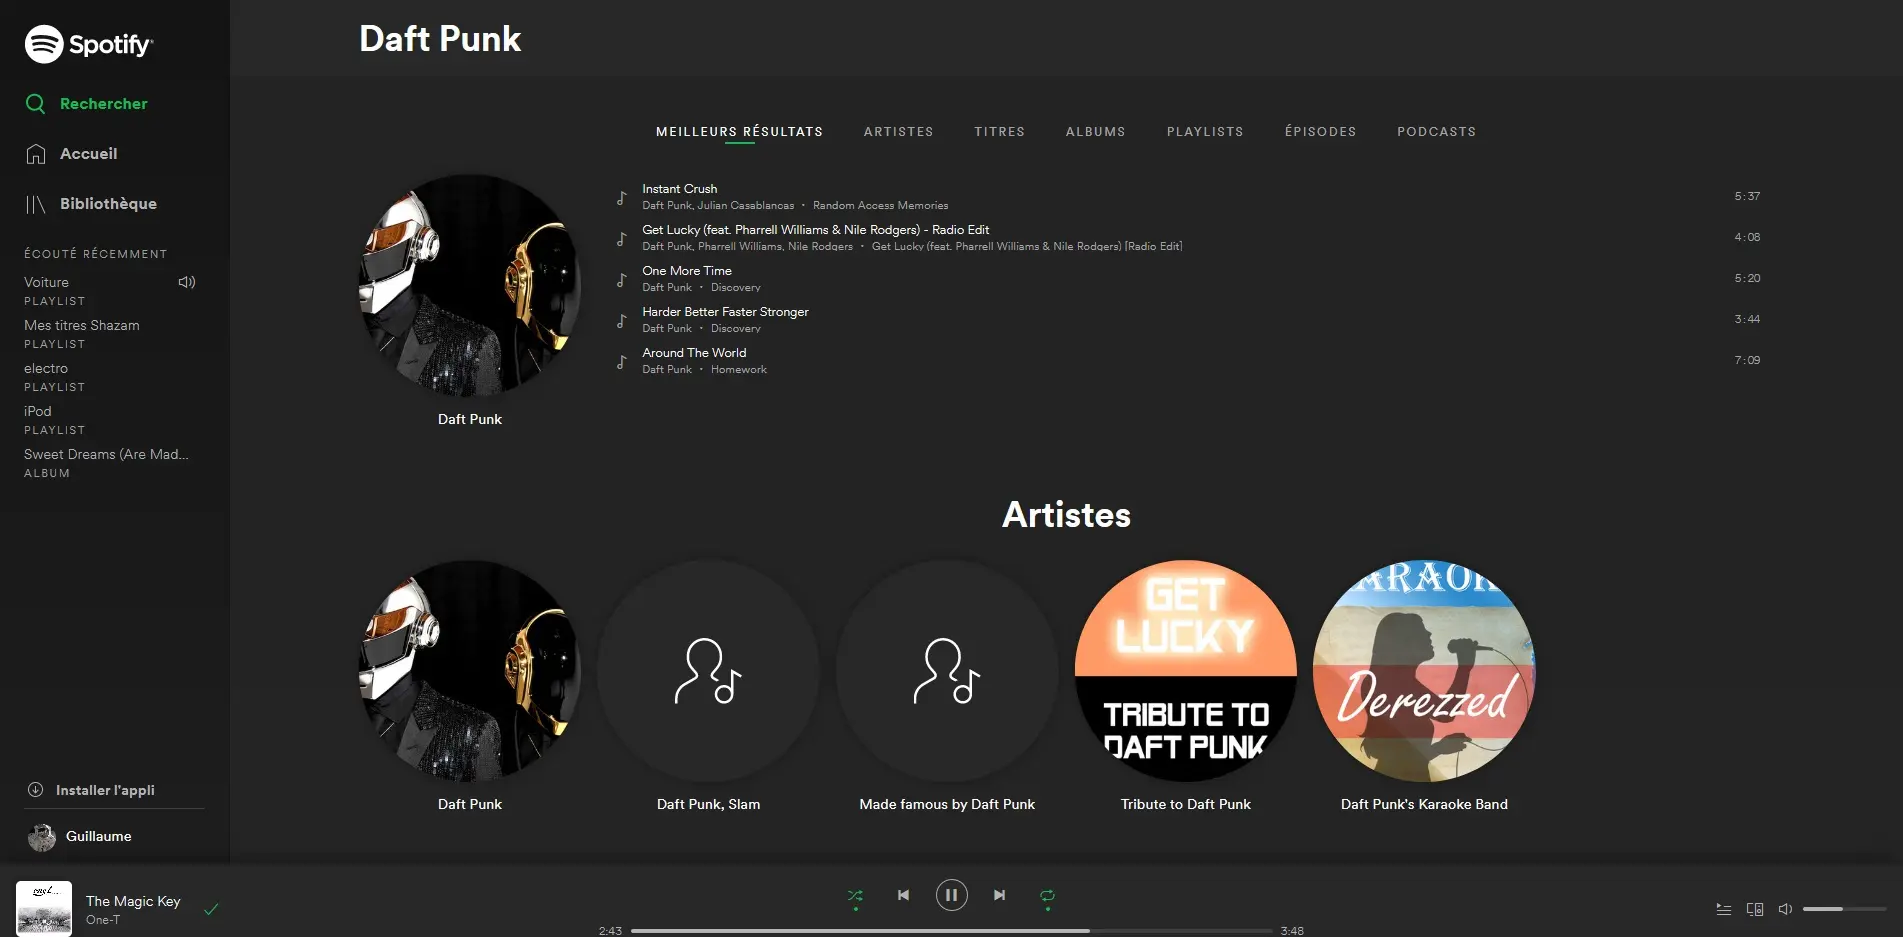 Spotify
Rechercher
Accueil
Bibliothèque
ÉCOUTÉ RÉCEMMENT
Voiture
PLAYLIST
Mes titres Shazam
PLAYLIST
electro
PLAYLIST
iPod
PLAYLIST
Sweet Dreams (Are Mad...
ALBUM
Installer l'appli
Guillaume
Daft Punk
MEILLEURS RÉSULTATS ARTISTES TITRES ALBUMS PLAYLISTS ÉPISODES PODCASTS
Daft Punk
Instant Crush
Daft Punk, Julian Casablancas • Random Access Memories
5:37
Get Lucky (feat. Pharrell Williams & Nile Rodgers) - Radio Edit
Daft Punk, Pharrell Williams, Nile Rodgers • Get Lucky (feat. Pharrell Williams & Nile Rodgers) [Radio Edit]
4:08
One More Time
Daft Punk • Discovery
5:20
Harder Better Faster Stronger
Daft Punk • Discovery
3:44
Around The World
Daft Punk • Homework
7:09
Artistes
Daft Punk
Daft Punk, Slam
Made famous by Daft Punk
GET
LUCKY
TRIBUTE TO
DAFT PUNK
Tribute to Daft Punk
ARAOK
Derezzed
Daft Punk's Karaoke Band
The Magic Key
One-T
2:43
3:48